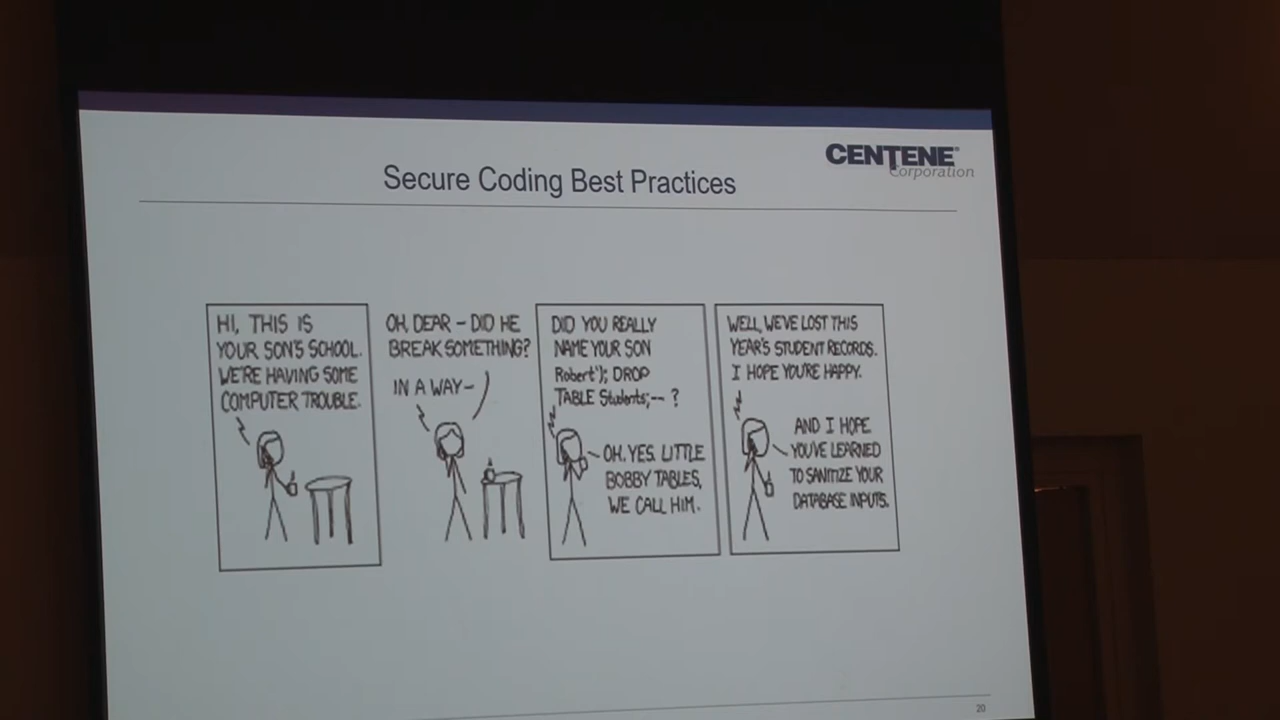 CENTENE®
Corporation
Secure Coding Best Practices
HI, THIS IS
YOUR SON'S SCHOOL.
WE'RE HAVING SOME
COMPUTER TROUBLE.
OH, DEAR – DID HE
BREAK SOMETHING?
IN A WAY–
DID YOU REALLY
NAME YOUR SON
Robert'); DROP
TABLE Students;-- ?
OH. YES. LITTLE
BOBBY TABLES,
WE CALL HIM.
WELL, WE'VE LOST THIS
YEAR'S STUDENT RECORDS.
I HOPE YOU'RE HAPPY.
AND I HOPE
YOU'VE LEARNED
TO SANITIZE YOUR
DATABASE INPUTS.
20